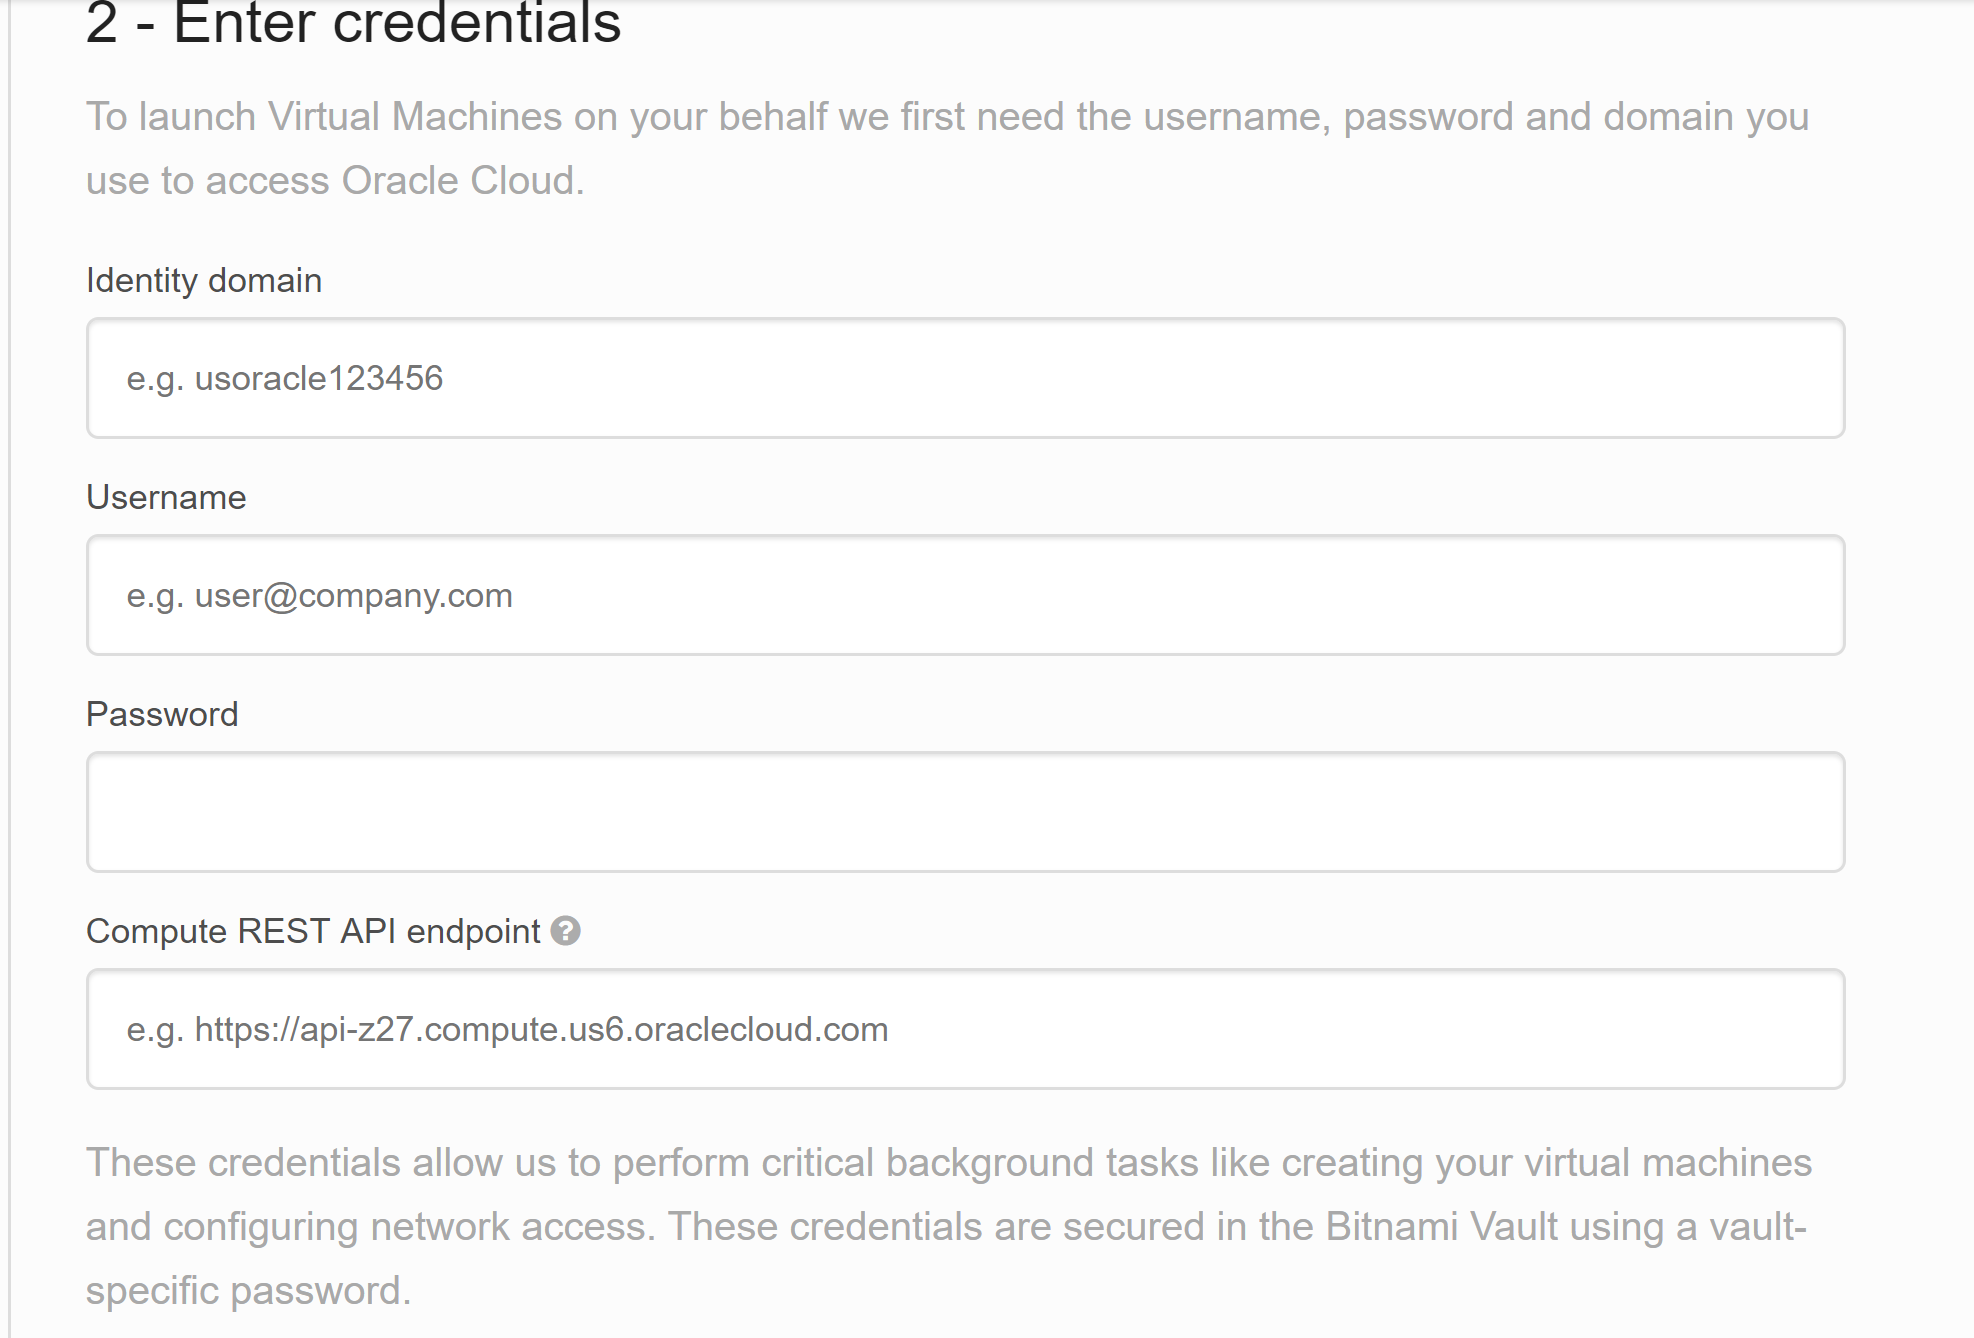 2 - Enter credentials
To launch Virtual Machines on your behalf we first need the username, password and domain you
use to access Oracle Cloud.
Identity domain
e.g. usoracle123456
Username
e.g. user@company.com
Password
Compute REST API endpoint ?
e.g. https://api-z27.compute.us6.oraclecloud.com
These credentials allow us to perform critical background tasks like creating your virtual machines
and configuring network access. These credentials are secured in the Bitnami Vault using a vault-
specific password.